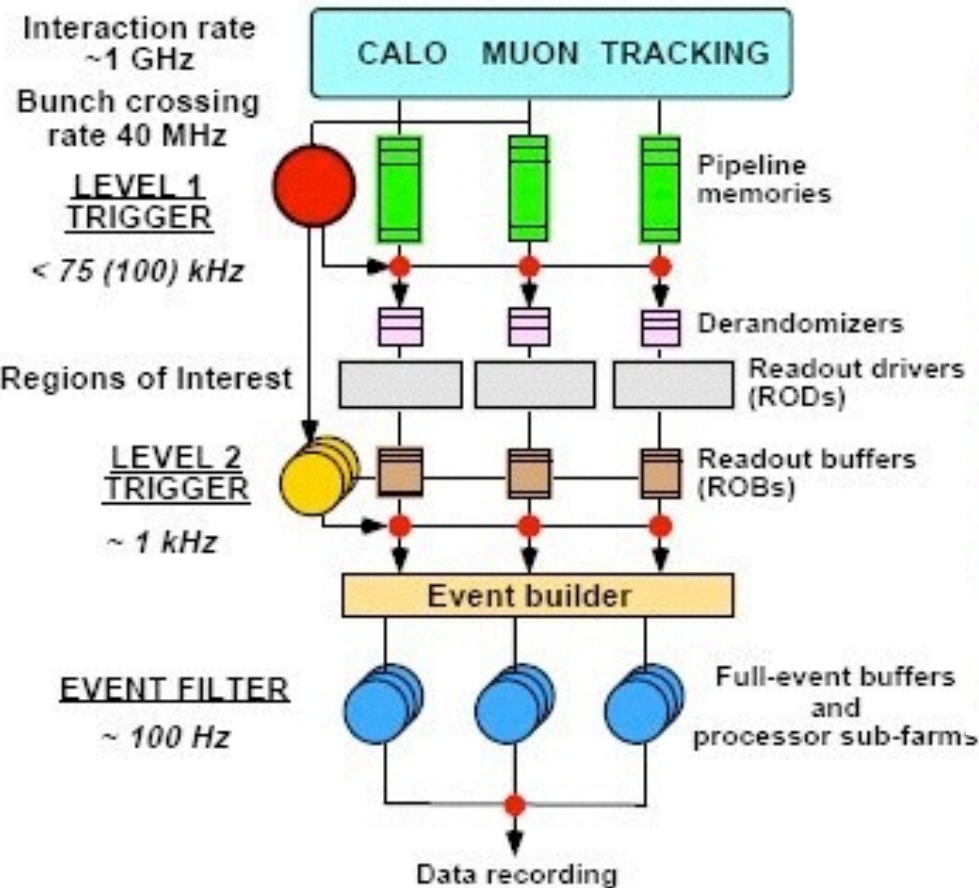 Interaction rate
~1 GHz
CALO MUON TRACKING
Bunch crossing
rate 40 MHz
LEVEL 1
TRIGGER
Pipeline
memories
< 75 (100) kHz
Derandomizers
Regions of Interest
Readout drivers
(RODs)
LEVEL 2
TRIGGER
Readout buffers
(ROBs)
~ 1 kHz
Event builder
EVENT FILTER
~ 100 Hz
Full-event buffers
and
processor sub-farms
Data recording